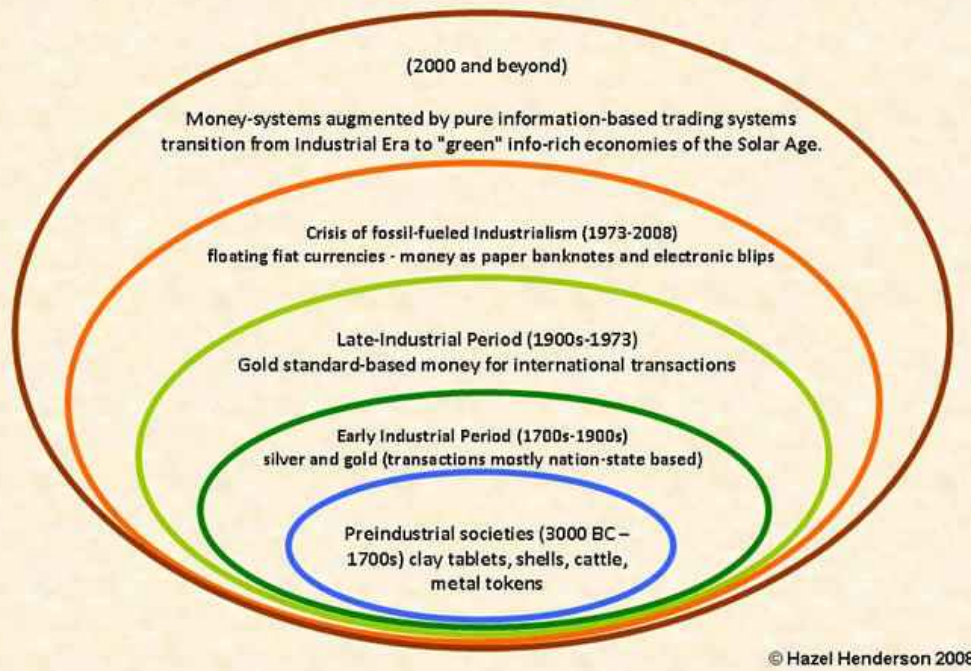 (2000 and beyond)
Money-systems augmented by pure information-based trading systems
transition from Industrial Era to "green" info-rich economies of the Solar Age.
Crisis of fossil-fueled Industrialism (1973-2008)
floating fiat currencies - money as paper banknotes and electronic blips
Late-Industrial Period (1900s-1973)
Gold standard-based money for international transactions
Early Industrial Period (1700s-1900s)
silver and gold (transactions mostly nation-state based)
Preindustrial societies (3000 BC –
1700s) clay tablets, shells, cattle,
metal tokens
© Hazel Henderson 2008